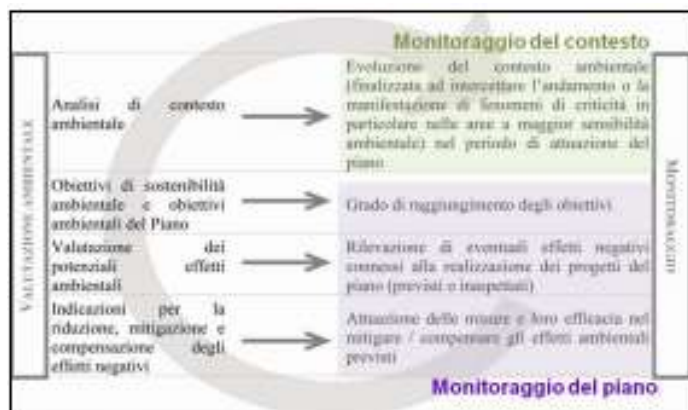 Monitoraggio del contesto
VALUTAZIONE AMBIENTALE
Analisi di contesto
ambientale
Evoluzione del contesto ambientale
(finalizzata ad intercettare l'andamento o la
manifestazione di fenomeni di criticità in
particolare nelle aree a maggior sensibilità
ambientale) nel periodo di attuazione del
piano
Obiettivi di sostenibilità
ambientale e obiettivi
ambientali del Piano
Grado di raggiungimento degli obiettivi
Valutazione dei
potenziali effetti
ambientali
Rilevazione di eventuali effetti negativi
connessi alla realizzazione dei progetti del
piano (previsti o inaspettati)
Indicazioni per la
riduzione, mitigazione e
compensazione degli
effetti negativi
Attuazione delle misure e loro efficacia nel
mitigare / compensare gli effetti ambientali
previsti
MONITORAGGIO
Monitoraggio del piano